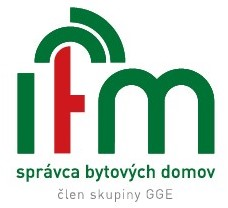 ifm
správca bytových domov
člen skupiny GGE